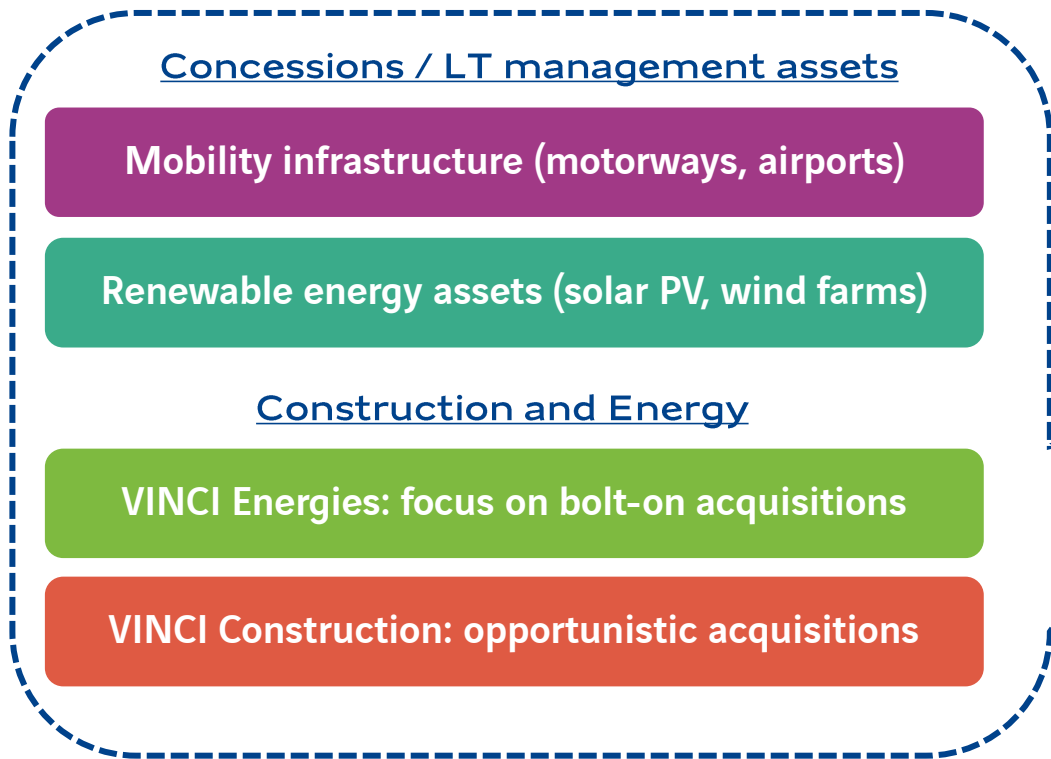 Concessions / LT management assets
Mobility infrastructure (motorways, airports)
Renewable energy assets (solar PV, wind farms)
Construction and Energy
VINCI Energies: focus on bolt-on acquisitions
VINCI Construction: opportunistic acquisitions